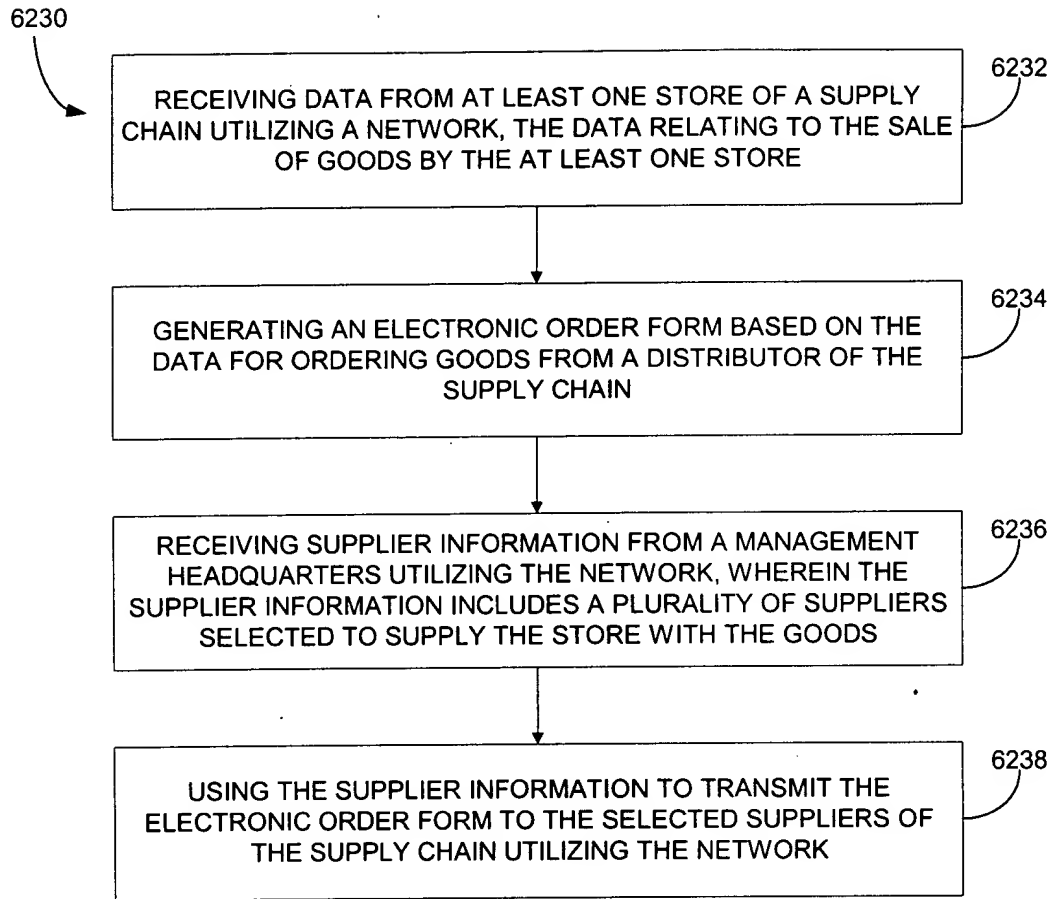 6230
6232
RECEIVING DATA FROM AT LEAST ONE STORE OF A SUPPLY
CHAIN UTILIZING A NETWORK, THE DATA RELATING TO THE SALE
OF GOODS BY THE AT LEAST ONE STORE
6234
GENERATING AN ELECTRONIC ORDER FORM BASED ON THE
DATA FOR ORDERING GOODS FROM A DISTRIBUTOR OF THE
SUPPLY CHAIN
6236
RECEIVING SUPPLIER INFORMATION FROM A MANAGEMENT
HEADQUARTERS UTILIZING THE NETWORK, WHEREIN THE
SUPPLIER INFORMATION INCLUDES A PLURALITY OF SUPPLIERS
SELECTED TO SUPPLY THE STORE WITH THE GOODS
6238
USING THE SUPPLIER INFORMATION TO TRANSMIT THE
ELECTRONIC ORDER FORM TO THE SELECTED SUPPLIERS OF
THE SUPPLY CHAIN UTILIZING THE NETWORK